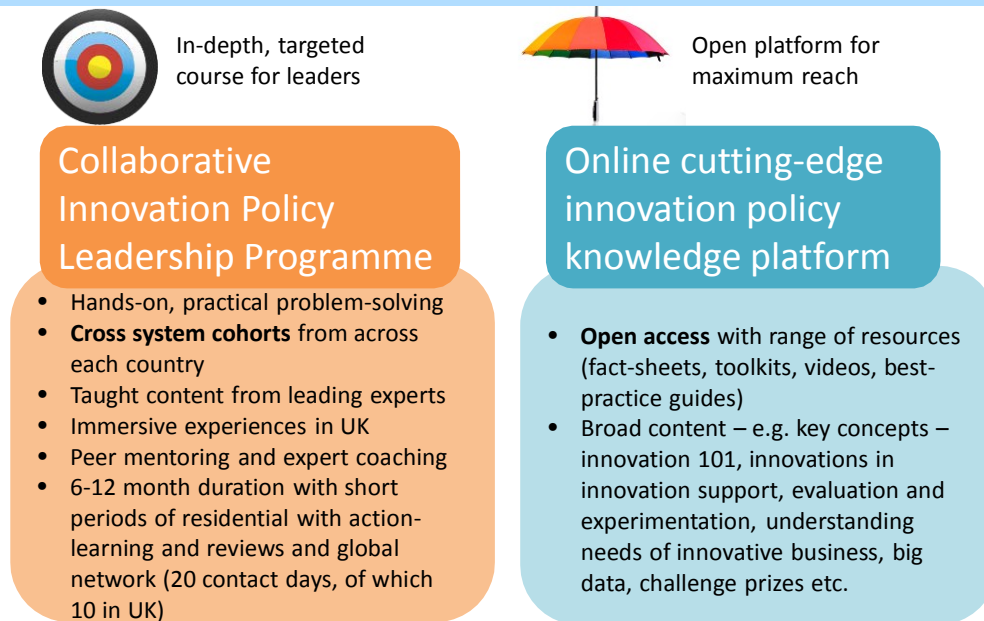 In-depth, targeted
course for leaders
Collaborative
Innovation Policy
Leadership Programme
• Hands-on, practical problem-solving
• Cross system cohorts from across
each country
• Taught content from leading experts
• Immersive experiences in UK
• Peer mentoring and expert coaching
• 6-12 month duration with short
periods of residential with action-
learning and reviews and global
network (20 contact days, of which
10 in UK)
Open platform for
maximum reach
Online cutting-edge
innovation policy
knowledge platform
• Open access with range of resources
(fact-sheets, toolkits, videos, best-
practice guides)
• Broad content – e.g. key concepts –
innovation 101, innovations in
innovation support, evaluation and
experimentation, understanding
needs of innovative business, big
data, challenge prizes etc.